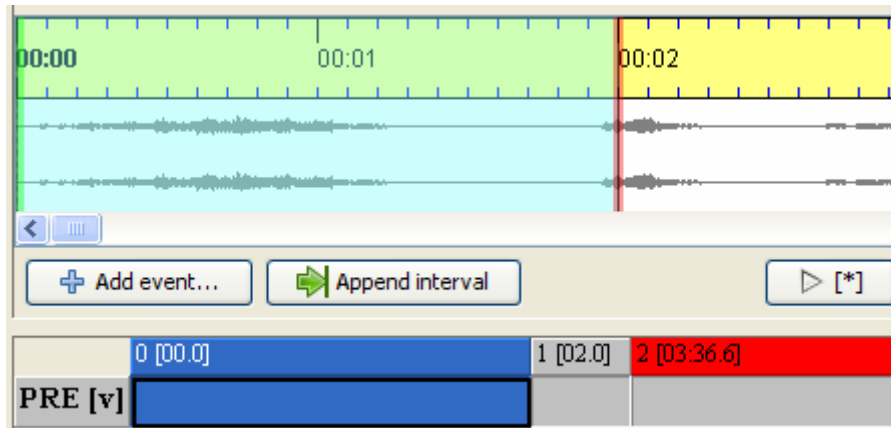 00:00 00:01 00:02
Add event... Append interval [*]
0 [00.0] 1 [02.0] 2 [03:36.6]
PRE [v]